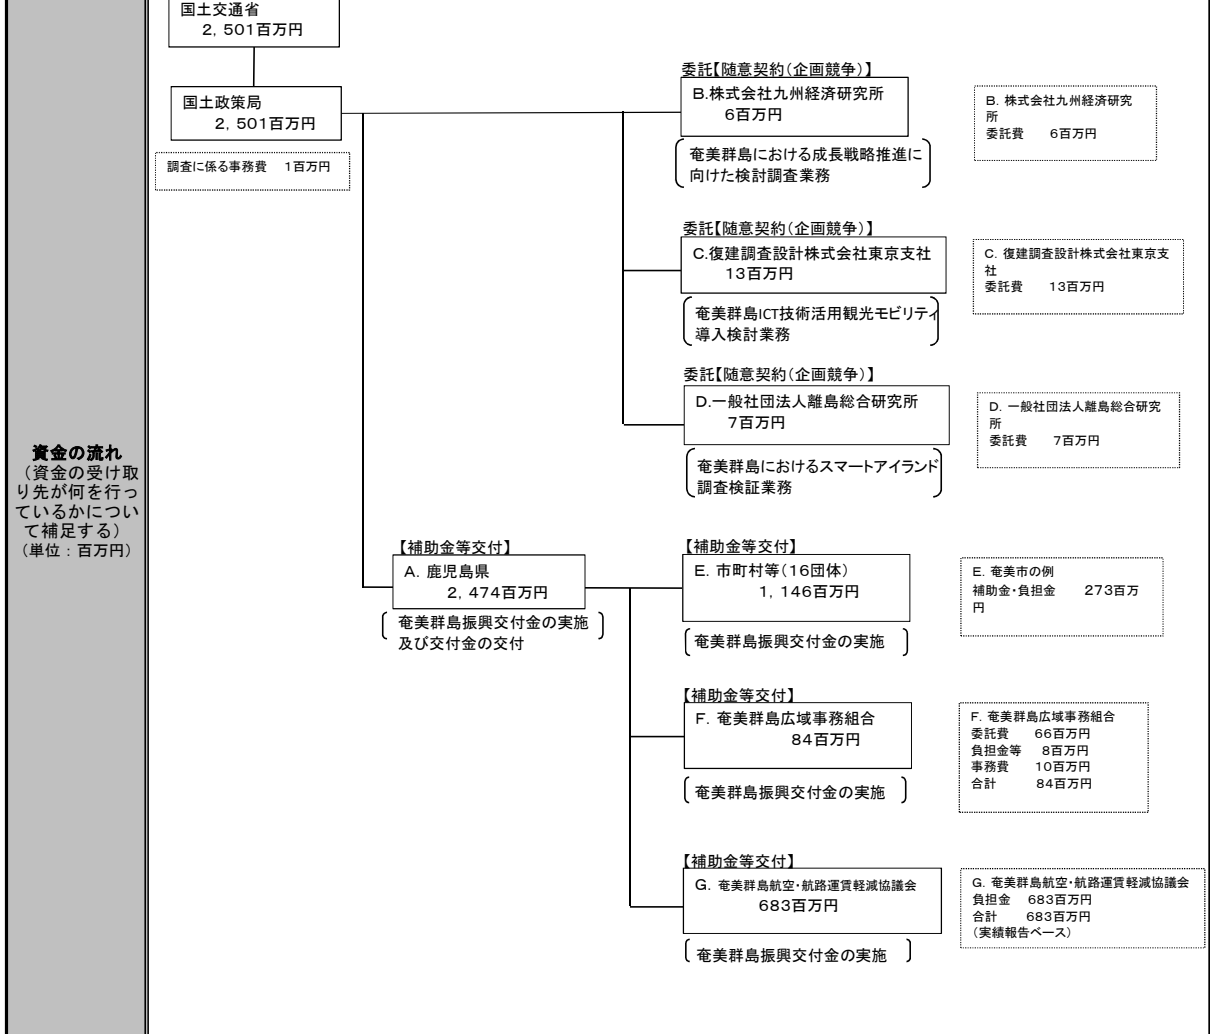 国土交通省
2, 501百万円
国土政策局
2, 501百万円
調査に係る事務費　1百万円
委託【随意契約(企画競争)】
B.株式会社九州経済研究所
6百万円
奄美群島における成長戦略推進に
向けた検討調査業務
B. 株式会社九州経済研究
所
委託費　6百万円
委託【随意契約(企画競争)】
C.復建調査設計株式会社東京支社
13百万円
奄美群島ICT技術活用観光モビリティ
導入検討業務
C. 復建調査設計株式会社東京支
社
委託費　13百万円
委託【随意契約(企画競争)】
D.一般社団法人離島総合研究所
7百万円
奄美群島におけるスマートアイランド
調査検証業務
D. 一般社団法人離島総合研究
所
委託費　7百万円
資金の流れ
（資金の受け取
り先が何を行っ
ているかについ
て補足する）
（単位：百万円）
【補助金等交付】
A. 鹿児島県
2, 474百万円
奄美群島振興交付金の実施
及び交付金の交付
【補助金等交付】
E. 市町村等(16団体)
1, 146百万円
奄美群島振興交付金の実施
E. 奄美市の例
補助金・負担金　273百万
円
【補助金等交付】
F. 奄美群島広域事務組合
84百万円
奄美群島振興交付金の実施
F. 奄美群島広域事務組合
委託費　66百万円
負担金等　8百万円
事務費　10百万円
合計　84百万円
【補助金等交付】
G. 奄美群島航空・航路運賃軽減協議会
683百万円
奄美群島振興交付金の実施
G. 奄美群島航空・航路運賃軽減協議会
負担金　683百万円
合計　683百万円
（実績報告ベース）